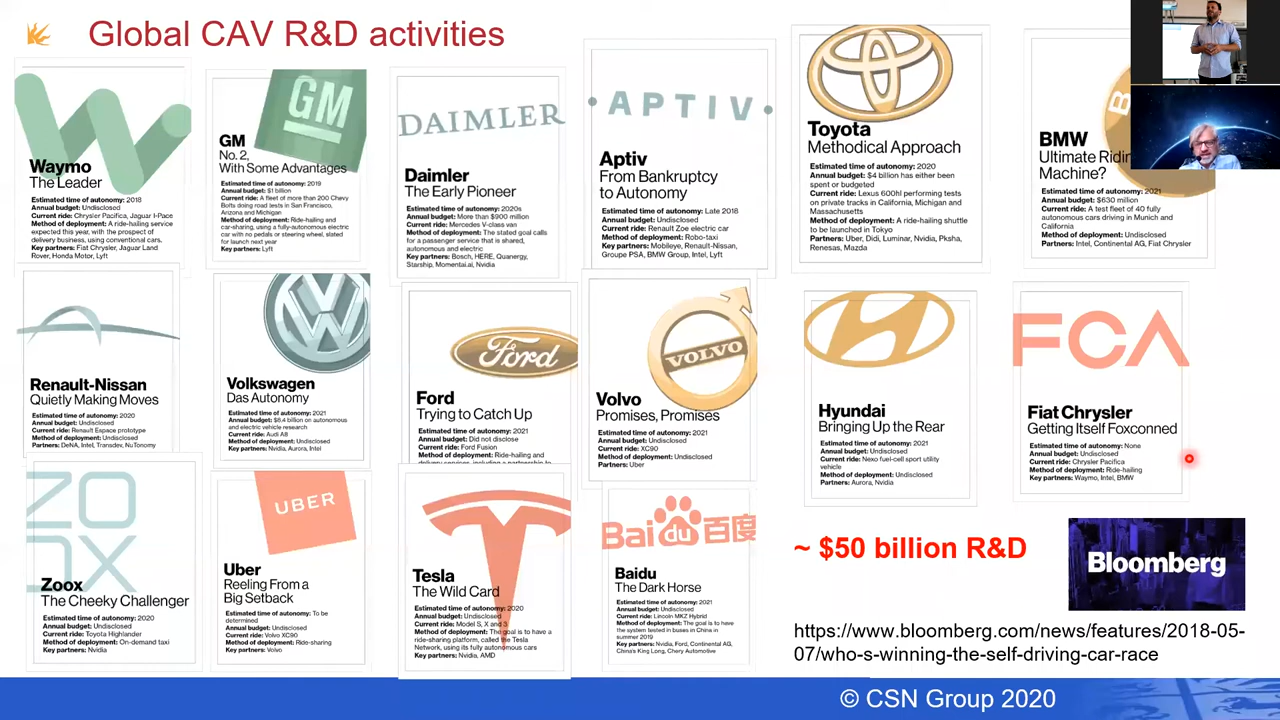 Global CAV R&D activities
Waymo
The Leader
Estimated time of autonomy: 2018
Annual budget: Undisclosed
Current ride: Chrysler Pacifica, Jaguar I-Pace
Method of deployment: A ride-hailing service
expected this year, with the prospect of
delivery business, using conventional cars.
Key partners: Fiat Chrysler, Jaguar Land
Rover, Honda Motor, Lyft
GM
GM
No. 2,
With Some Advantages
Estimated time of autonomy: 2019
Annual budget: $1 billion
Current ride: A fleet of more than 200 Chevy
Bolts doing road tests in San Francisco,
Arizona and Michigan
Method of deployment: Ride-hailing and
car-sharing, using a fully-autonomous electric
car with no pedals or steering wheel, slated
for launch next year
Key partners: Lyft
DAIMLER
Daimler
The Early Pioneer
Estimated time of autonomy: 2020s
Annual budget: More than $900 million
Current ride: Mercedes V-class van
Method of deployment: The stated goal calls
for a passenger service that is shared,
autonomous and electric
Key partners: Bosch, HERE, Quanergy,
Starship, Momentai.ai, Nvidia
· APTIV ·
Aptiv
From Bankruptcy
to Autonomy
Estimated time of autonomy: Late 2018
Annual budget: Undisclosed
Current ride: Renault Zoe electric car
Method of deployment: Robo-taxi
Key partners: Mobileye, Renault-Nissan,
Groupe PSA, BMW Group, Intel, Lyft
Toyota
Methodical Approach
Estimated time of autonomy: 2020
Annual budget: $4 billion has either been
spent or budgeted
Current ride: Lexus 600hl performing tests
on private tracks in California, Michigan and
Massachusetts
Method of deployment: A ride-hailing shuttle
to be launched in Tokyo
Partners: Uber, Didi, Luminar, Nvidia, Pksha,
Renesas, Mazda
B
BMW
Ultimate Ridin
Machine?
2021
$630 million
Current ride: A test fleet of 40 fully
autonomous cars driving in Munich and
California
Method of deployment: Undisclosed
Partners: Intel, Continental AG, Fiat Chrysler
Renault-Nissan
Quietly Making Moves
Estimated time of autonomy: 2020
Annual budget: Undisclosed
Current ride: Renault Espace prototype
Method of deployment: Undisclosed
Partners: DeNA, Intel, Transdev, NuTonomy
Volkswagen
Das Autonomy
Estimated time of autonomy: 2021
Annual budget: on autonomous
and electric vehicle research
Current ride: Audi A8
Method of deployment: Undisclosed
Partners: Nvidia, Aurora, Intel
Ford
Ford
Trying to Catch Up
Estimated time of autonomy: 2021
Annual budget: Did not disclose
Current ride: Ford Fusion
Method of deployment: Ride-hailing and
delivery services, including a partnership to
VOLVO
Volvo
Promises, Promises
Estimated time of autonomy: 2021
Annual budget: Undisclosed
Current ride: XC90
Method of deployment: Undisclosed
Partners: Uber
Hyundai
Bringing Up the Rear
Estimated time of autonomy: 2021
Annual budget: Undisclosed
Current ride: Nexo fuel-cell sport utility
vehicle
Method of deployment: Undisclosed
Partners: Aurora, Nvidia
FCA
Fiat Chrysler
Getting Itself Foxconned
Estimated time of autonomy: None
Annual budget: Undisclosed
Current ride: Chrysler Pacifica
Method of deployment: Ride-hailing
Key partners: Waymo, Intel, BMW
ZO
OX
Zoox
The Cheeky Challenger
Estimated time of autonomy: 2020
Annual budget: Undisclosed
Current ride: Toyota Highlander
Method of deployment: On-demand taxi
Key partners: Nvidia
UBER
Uber
Reeling From a
Big Setback
Estimated time of autonomy: To be
determined
Annual budget: Undisclosed
Current ride: Volvo XC90
Method of deployment: Ride-sharing
Key partners: Volvo
Tesla
The Wild Card
Estimated time of autonomy: 2020
Annual budget: Undisclosed
Current ride: Model S, X and 3
Method of deployment: The goal is to have a
ride-sharing platform, called the Tesla
Network, using its fully autonomous cars
Key partners: Nvidia, AMD
Baidu百度
Baidu
The Dark Horse
Estimated time of autonomy: 2021
Annual budget: Undisclosed
Current ride: Lincoln MKZ Hybrid
Method of deployment: The goal is to have
the system tested in buses in China in
summer 2019
Key partners: Nvidia, Ford, Continental AG,
China's King Long, Chery Automotive
~ $50 billion R&D
Bloomberg
https://www.bloomberg.com/news/features/2018-05-
07/who-s-winning-the-self-driving-car-race
© CSN Group 2020